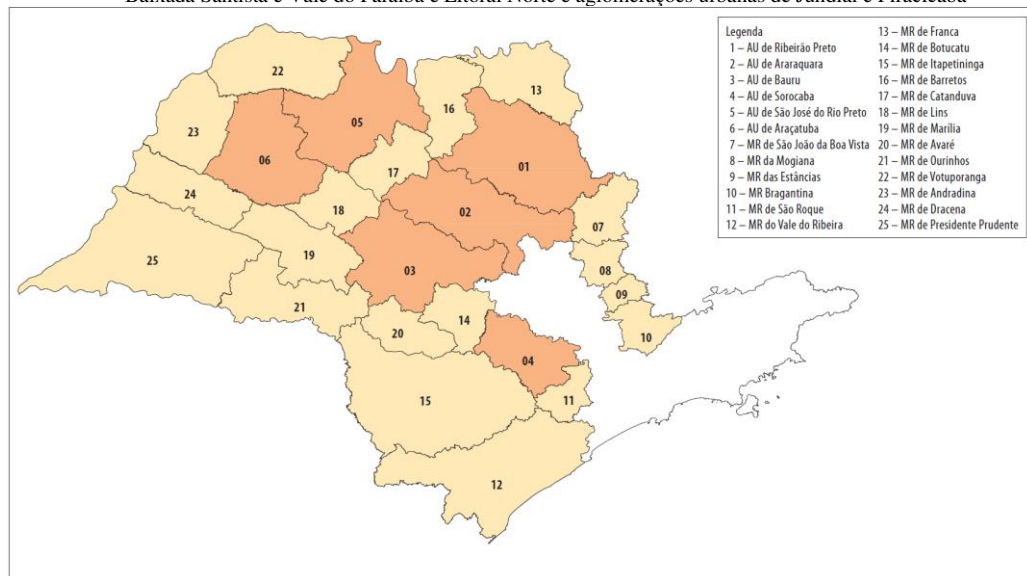 Baixada Santista e Vale do Paraíba e Litoral Norte e aglomerações urbanas de Jundiaí e Piracicaba
Legenda
1 – AU de Ribeirão Preto
2 – AU de Araraquara
3 – AU de Bauru
4 – AU de Sorocaba
5 – AU de São José do Rio Preto
6 – AU de Araçatuba
7 – MR de São João da Boa Vista
8 – MR da Mogiana
9 – MR das Estâncias
10 – MR Bragantina
11 – MR de São Roque
12 – MR do Vale do Ribeira
13 – MR de Franca
14 – MR de Botucatu
15 – MR de Itapetininga
16 – MR de Barretos
17 – MR de Catanduva
18 – MR de Lins
19 – MR de Marília
20 – MR de Avaré
21 – MR de Ourinhos
22 – MR de Votuporanga
23 – MR de Andradina
24 – MR de Dracena
25 – MR de Presidente Prudente
22
05
16
13
23
06
17
01
24
18
02
07
19
03
08
25
21
09
20
14
10
04
15
11
12